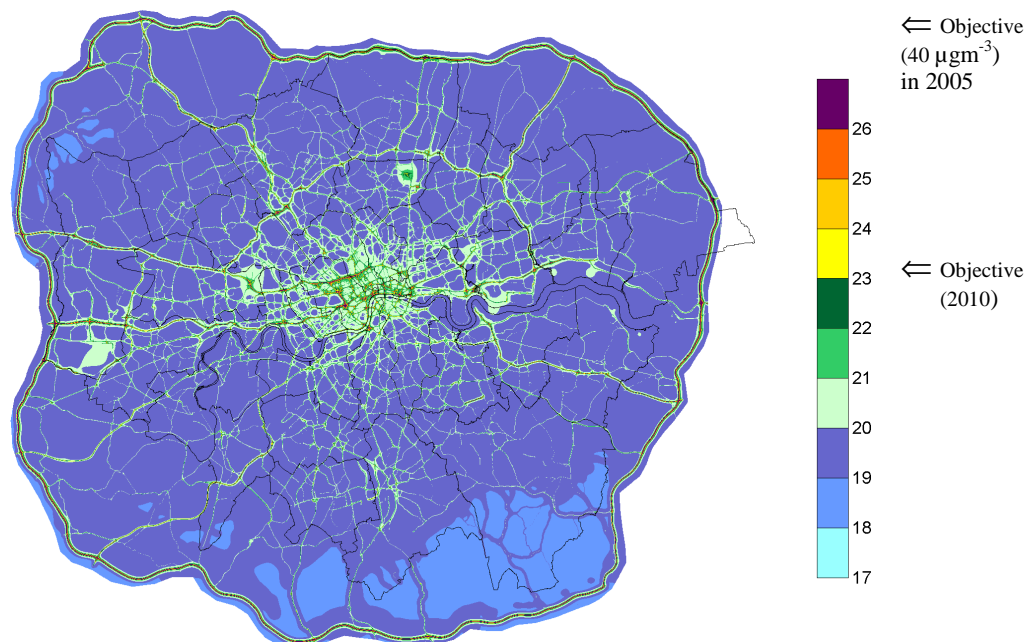 ⇐ Objective
(40 µgm-3)
in 2005
26
25
24
23
22
21
20
19
18
17
⇐ Objective
(2010)